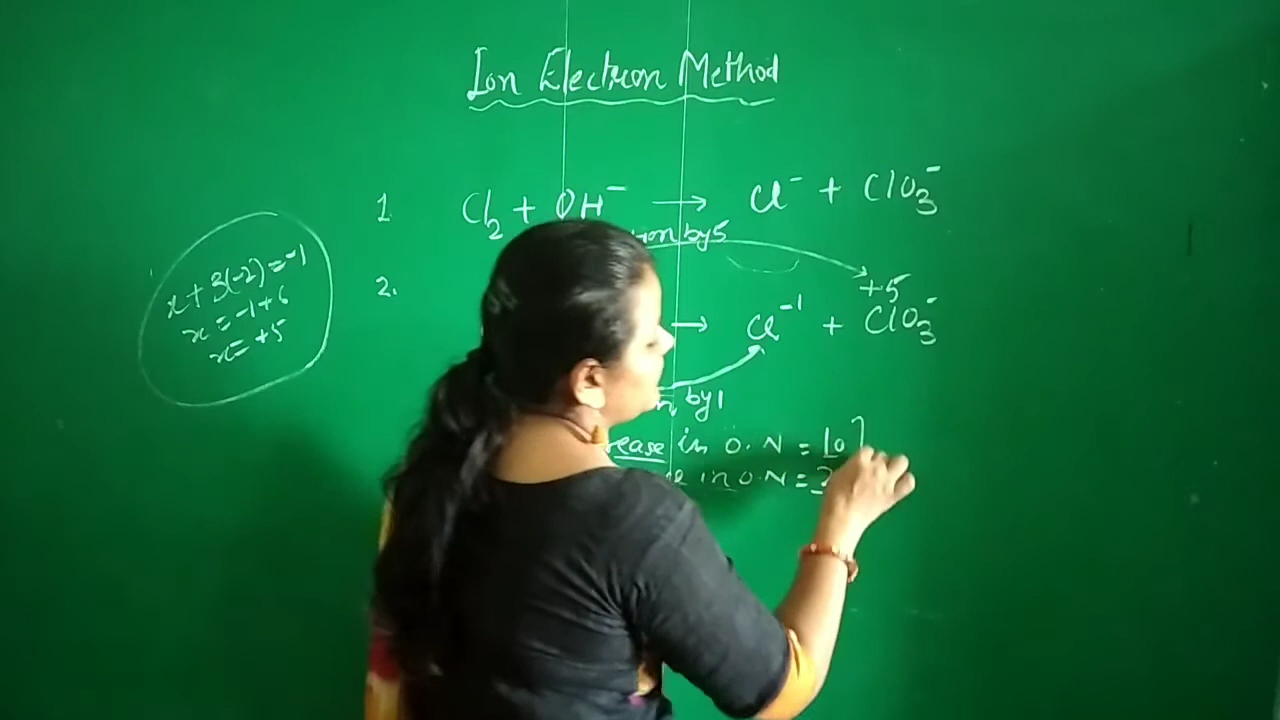 Ion Electron Method
1. Cl₂ + OH⁻ → Cl⁻ + ClO₃⁻
by 5
2.
+5
→ Cl⁻¹ + ClO₃⁻
by 1
in O.N = 10]
in O.N = 2
x + 3(-2) = -1
x = -1 + 6
x = +5